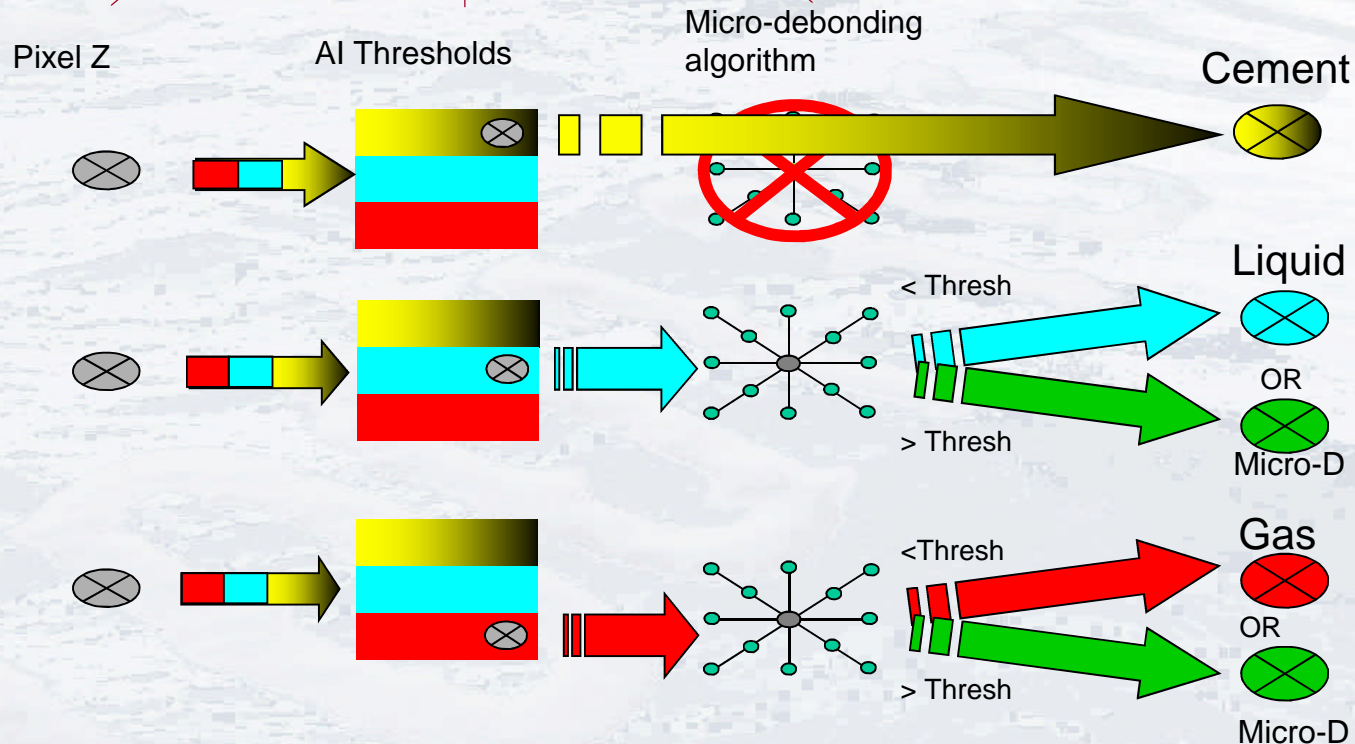 Pixel Z
AI Thresholds
Micro-debonding
algorithm
Cement
< Thresh
Liquid
OR
> Thresh
Micro-D
<Thresh
Gas
OR
> Thresh
Micro-D